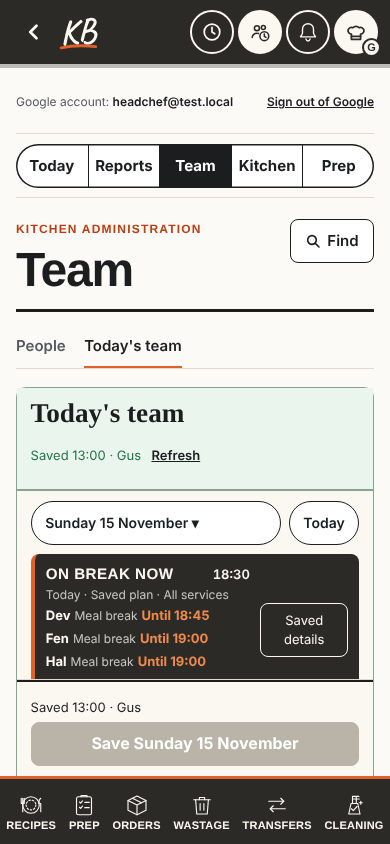 KB
G
Google account: headchef@test.local Sign out of Google
Today Reports Team Kitchen Prep
KITCHEN ADMINISTRATION
Team
Find
People Today's team
Today's team
Saved 13:00 · Gus Refresh
Sunday 15 November ▾ Today
ON BREAK NOW 18:30
Today · Saved plan · All services
Dev Meal break Until 18:45
Fen Meal break Until 19:00
Hal Meal break Until 19:00
Saved
details
Saved 13:00 · Gus
Save Sunday 15 November
RECIPES PREP ORDERS WASTAGE TRANSFERS CLEANING